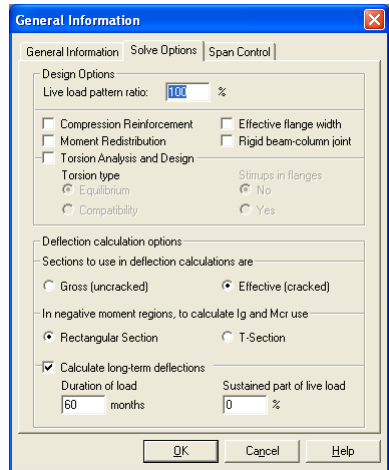 General Information
General Information Solve Options Span Control
Design Options
Live load pattern ratio: 100 %
Compression Reinforcement Effective flange width
Moment Redistribution Rigid beam-column joint
Torsion Analysis and Design
Torsion type Stirrups in flanges
Equilibrium No
Compatibility Yes
Deflection calculation options
Sections to use in deflection calculations are
Gross (uncracked) Effective (cracked)
In negative moment regions, to calculate Ig and Mcr use
Rectangular Section T-Section
Calculate long-term deflections
Duration of load Sustained part of live load
60 months 0 %
OK Cancel Help